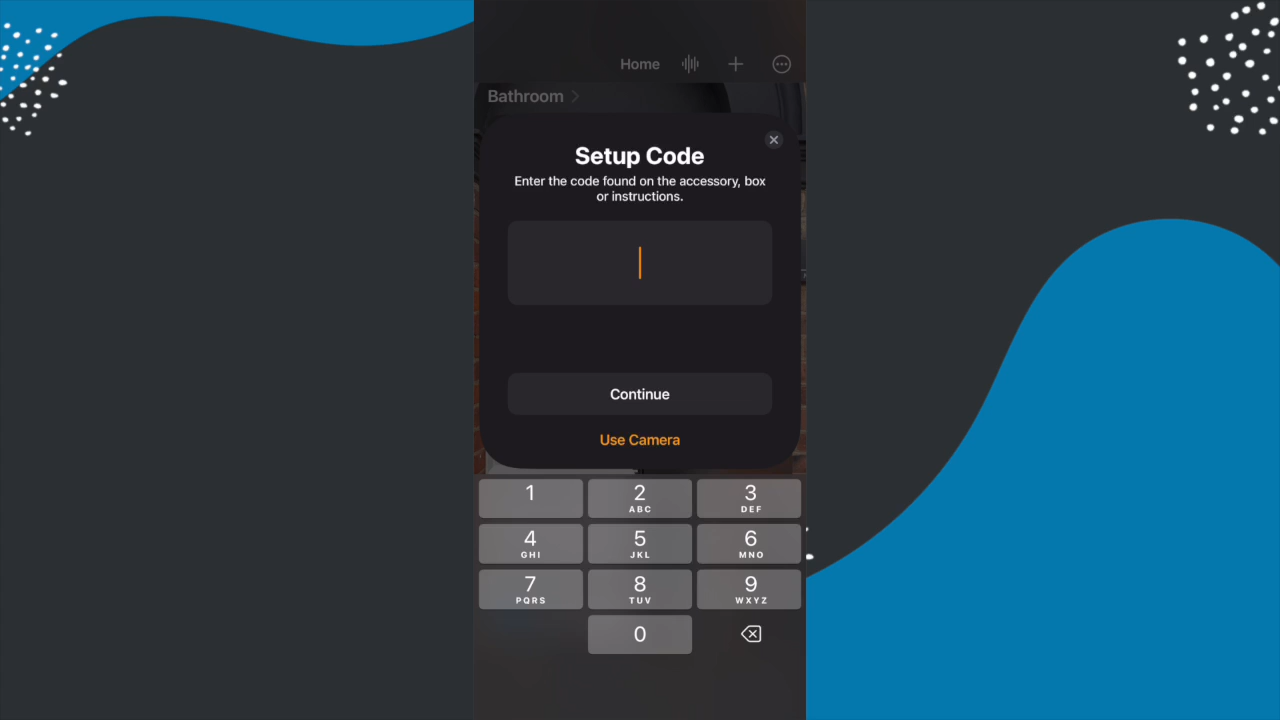 Home
Bathroom
Setup Code
Enter the code found on the accessory, box
or instructions.
Continue
Use Camera
1 2 3
ABC DEF
4 5 6
GHI JKL MNO
7 8 9
PQRS TUV WXYZ
0